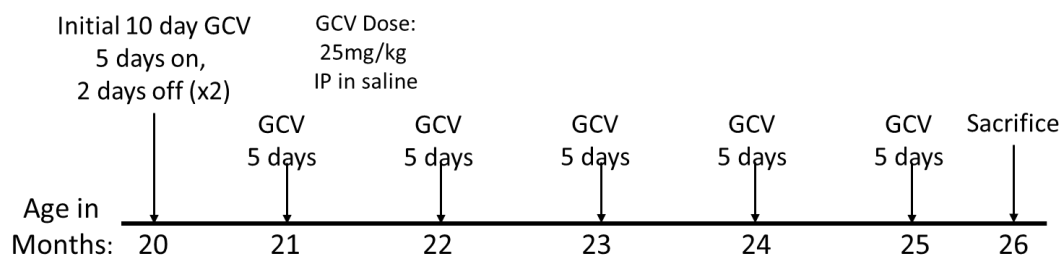 Initial 10 day GCV
5 days on,
2 days off (x2)
GCV Dose:
25mg/kg
IP in saline
GCV
5 days
GCV
5 days
GCV
5 days
GCV
5 days
GCV
5 days
Sacrifice
Age in
Months:
20
21
22
23
24
25
26